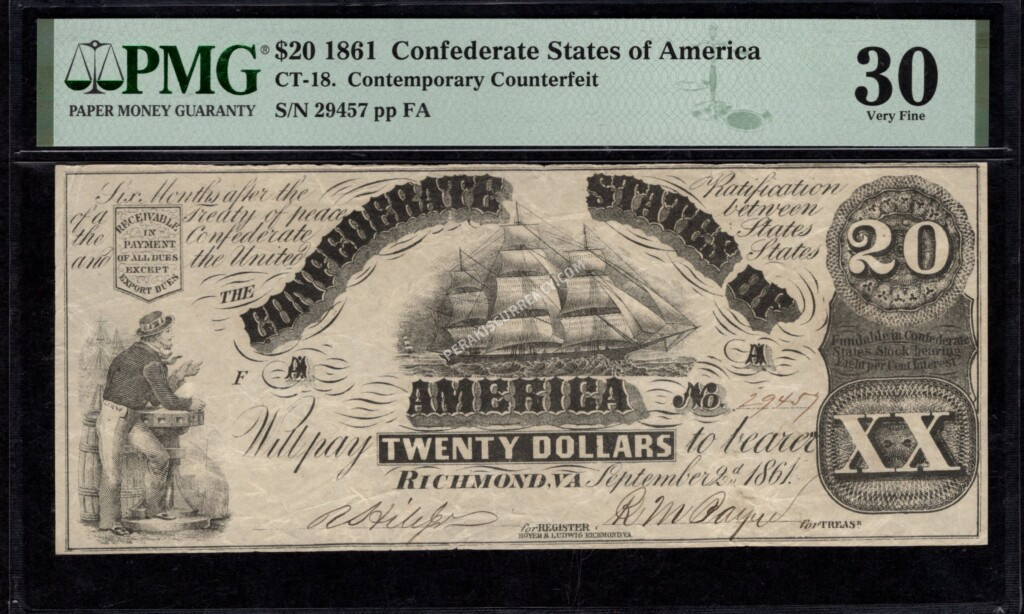 PMG®
PAPER MONEY GUARANTY
$20 1861 Confederate States of America
CT-18. Contemporary Counterfeit
S/N 29457 pp FA
30
Very Fine
Six Months after the Ratification
of a Treaty of peace between
the Confederate States
and the United States
RECEIVABLE
IN
PAYMENT
OF ALL DUES
EXCEPT
EXPORT DUES
THE
CONFEDERATE STATES OF
AMERICA
PERAKISCURRENCY.COM
20
Fundable in Confederate
States Stock bearing
Eight per Cent Interest
F
A
A
No. 29457
Will pay TWENTY DOLLARS to bearer
XX
RICHMOND, VA September 2d 1861.
R M Payne
for REGISTER
HOYER & LUDWIG RICHMOND, VA
for TREASR